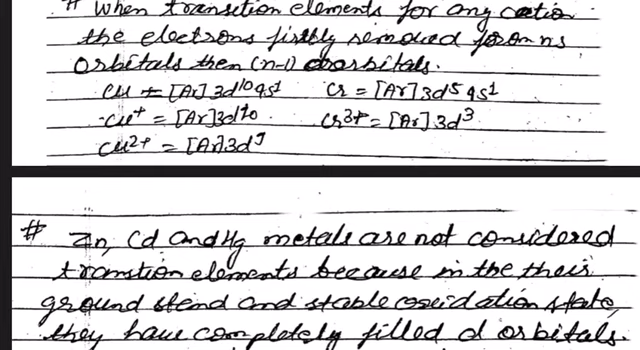 # when transition elements for any cation
the electrons firstly removed from ns
orbitals then (n-1) d orbitals.
Cu = [Ar] 3d10 4s1 Cr = [Ar] 3d5 4s1
Cu+ = [Ar] 3d10 Cr3+ = [Ar] 3d3
Cu2+ = [Ar] 3d9
# Zn, Cd and Hg metals are not considered
transtion elements because in the their
ground stend and stable oxidation state,
they have completely filled d orbitals.